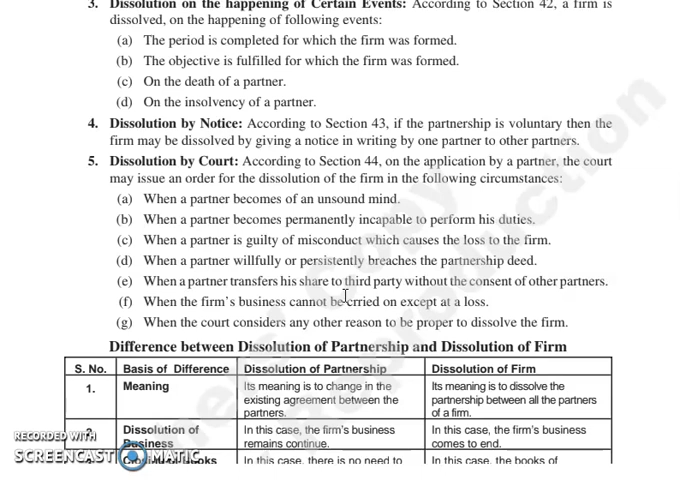 3. Dissolution on the happening of Certain Events: According to Section 42, a firm is
dissolved, on the happening of following events:
(a) The period is completed for which the firm was formed.
(b) The objective is fulfilled for which the firm was formed.
(c) On the death of a partner.
(d) On the insolvency of a partner.
4. Dissolution by Notice: According to Section 43, if the partnership is voluntary then the
firm may be dissolved by giving a notice in writing by one partner to other partners.
5. Dissolution by Court: According to Section 44, on the application by a partner, the court
may issue an order for the dissolution of the firm in the following circumstances:
(a) When a partner becomes of an unsound mind.
(b) When a partner becomes permanently incapable to perform his duties.
(c) When a partner is guilty of misconduct which causes the loss to the firm.
(d) When a partner willfully or persistently breaches the partnership deed.
(e) When a partner transfers his share to third party without the consent of other partners.
(f) When the firm's business cannot be crried on except at a loss.
(g) When the court considers any other reason to be proper to dissolve the firm.
Difference between Dissolution of Partnership and Dissolution of Firm
S. No. Basis of Difference Dissolution of Partnership Dissolution of Firm
1. Meaning Its meaning is to change in the Its meaning is to dissolve the
existing agreement between the partnership between all the partners
partners. of a firm.
2. Dissolution of In this case, the firm's business In this case, the firm's business
Business remains continue. comes to end.
Books In this case, there is no need to In this case, the books of
RECORDED WITH
SCREENCAST MATIC